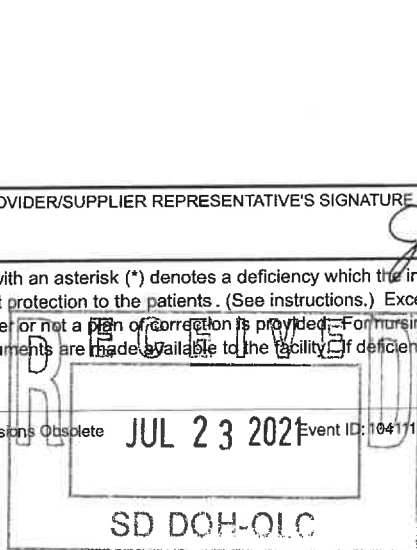 OVIDER/SUPPLIER REPRESENTATIVE'S SIGNATURE
with an asterisk (*) denotes a deficiency which the in
t protection to the patients. (See instructions.) Exce
er or not a plan of correction is provided. For nursin
uments are made available to the facility. If deficien
RECEIVED
sions Obsolete
JUL 23 2021
Event ID: 104111
SD DOH-OLC